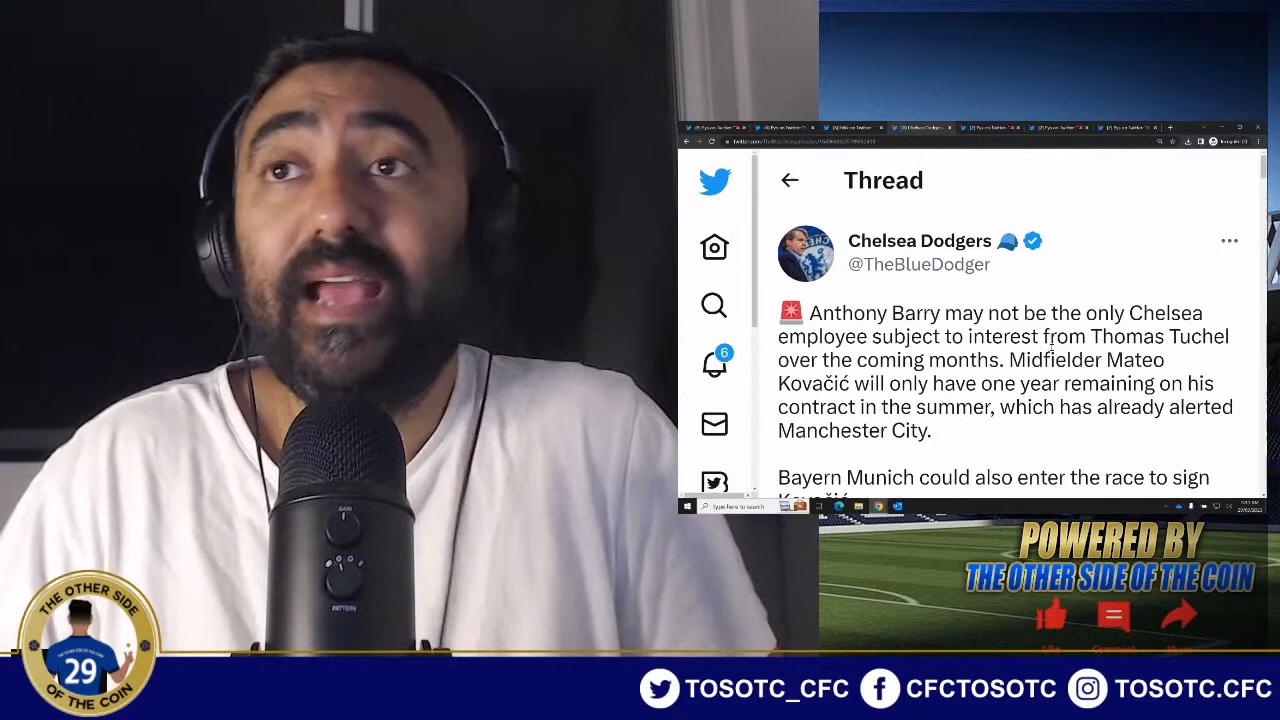 Thread
Chelsea Dodgers
@TheBlueDodger
Anthony Barry may not be the only Chelsea
employee subject to interest from Thomas Tuchel
over the coming months. Midfielder Mateo
Kovačić will only have one year remaining on his
contract in the summer, which has already alerted
Manchester City.
Bayern Munich could also enter the race to sign
Kovačić
6
Type here to search
POWERED BY
THE OTHER SIDE OF THE COIN
GAIN
PATTERN
THE OTHER SIDE
29
OF THE COIN
TOSOTC_CFC
CFCTOSOTC
TOSOTC.CFC